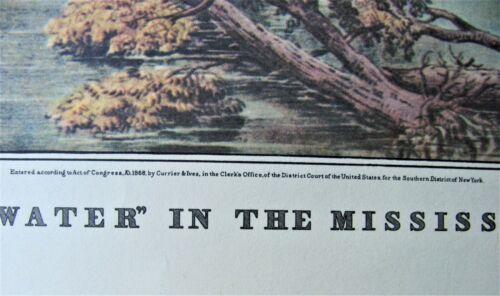 Entered according to Act of Congress, AD. 1868, by Currier & Ives, in the Clerk's Office, of the District Court of the United States, for the Southern District of New York.
WATER” IN THE MISSISS